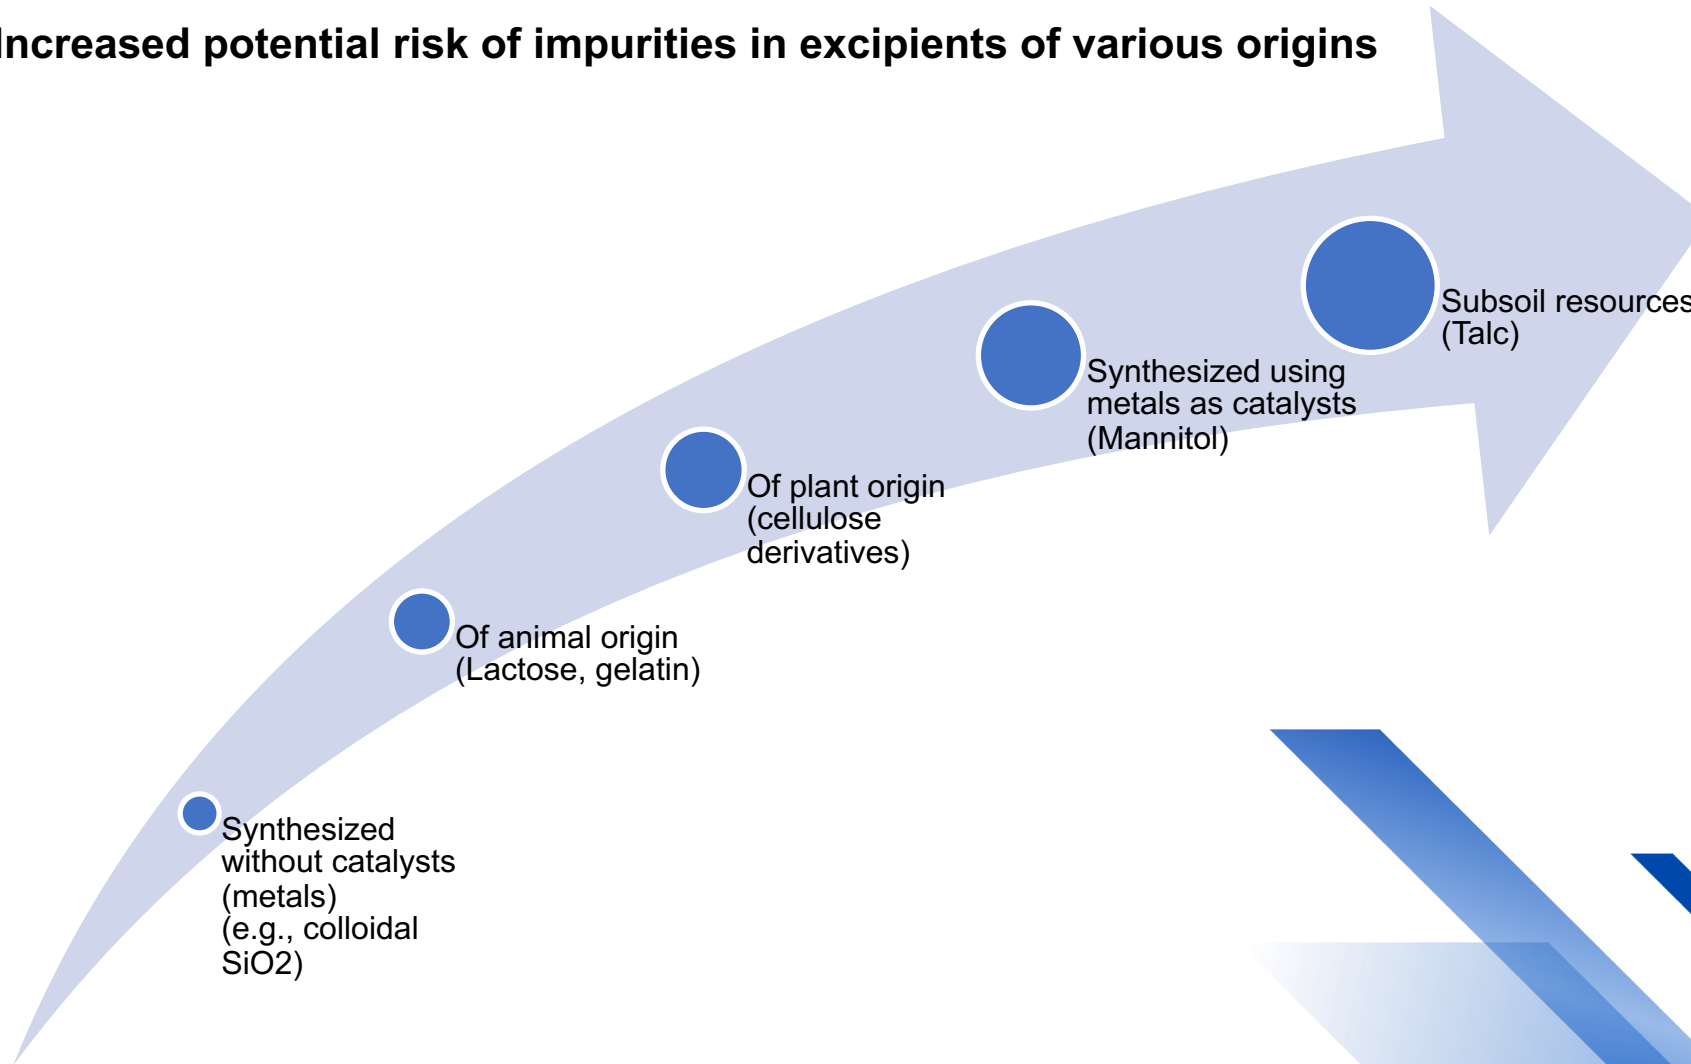 Increased potential risk of impurities in excipients of various origins
Subsoil resources
(Talc)
Synthesized using
metals as catalysts
(Mannitol)
Of plant origin
(cellulose
derivatives)
Of animal origin
(Lactose, gelatin)
Synthesized
without catalysts
(metals)
(e.g., colloidal
SiO2)